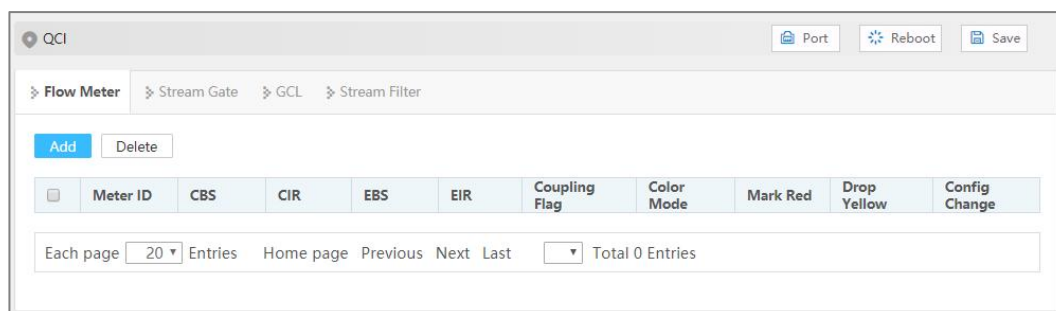 QCI Port Reboot Save
Flow Meter Stream Gate GCL Stream Filter
Add Delete
Meter ID CBS CIR EBS EIR Coupling Flag Color Mode Mark Red Drop Yellow Config Change
Each page 20 Entries Home page Previous Next Last Total 0 Entries